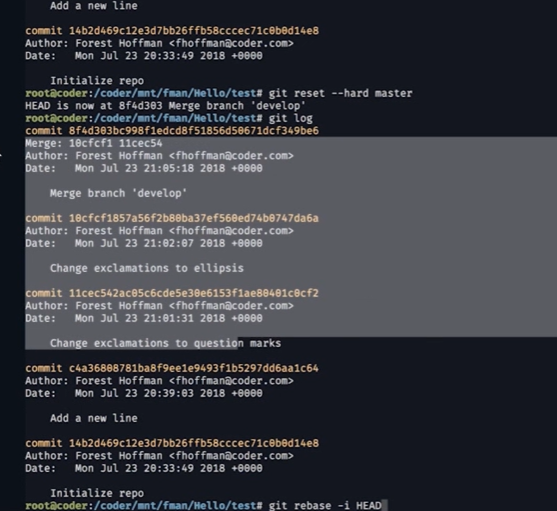 Add a new line
commit 14b2d469c12e3d7bb26ffb58cccec71c0b0d14e8
Author: Forest Hoffman <fhoffman@coder.com>
Date: Mon Jul 23 20:33:49 2018 +0000
Initialize repo
root@coder:/coder/mnt/fman/Hello/test# git reset --hard master
HEAD is now at 8f4d303 Merge branch 'develop'
root@coder:/coder/mnt/fman/Hello/test# git log
commit 8f4d303bc998f1edcd8f51856d50671dcf349be6
Merge: 10cfcf1 11cec54
Author: Forest Hoffman <fhoffman@coder.com>
Date: Mon Jul 23 21:05:18 2018 +0000
Merge branch 'develop'
commit 10cfcf1857a56f2b80ba37ef560ed74b0747da6a
Author: Forest Hoffman <fhoffman@coder.com>
Date: Mon Jul 23 21:02:07 2018 +0000
Change exclamations to ellipsis
commit 11cec542ac05c6cde5e30e6153f1ae80401c0cf2
Author: Forest Hoffman <fhoffman@coder.com>
Date: Mon Jul 23 21:01:31 2018 +0000
Change exclamations to question marks
commit c4a36808781ba8f9ee1e9493f1b5297dd6aa1c64
Author: Forest Hoffman <fhoffman@coder.com>
Date: Mon Jul 23 20:39:03 2018 +0000
Add a new line
commit 14b2d469c12e3d7bb26ffb58cccec71c0b0d14e8
Author: Forest Hoffman <fhoffman@coder.com>
Date: Mon Jul 23 20:33:49 2018 +0000
Initialize repo
root@coder:/coder/mnt/fman/Hello/test# git rebase -i HEAD